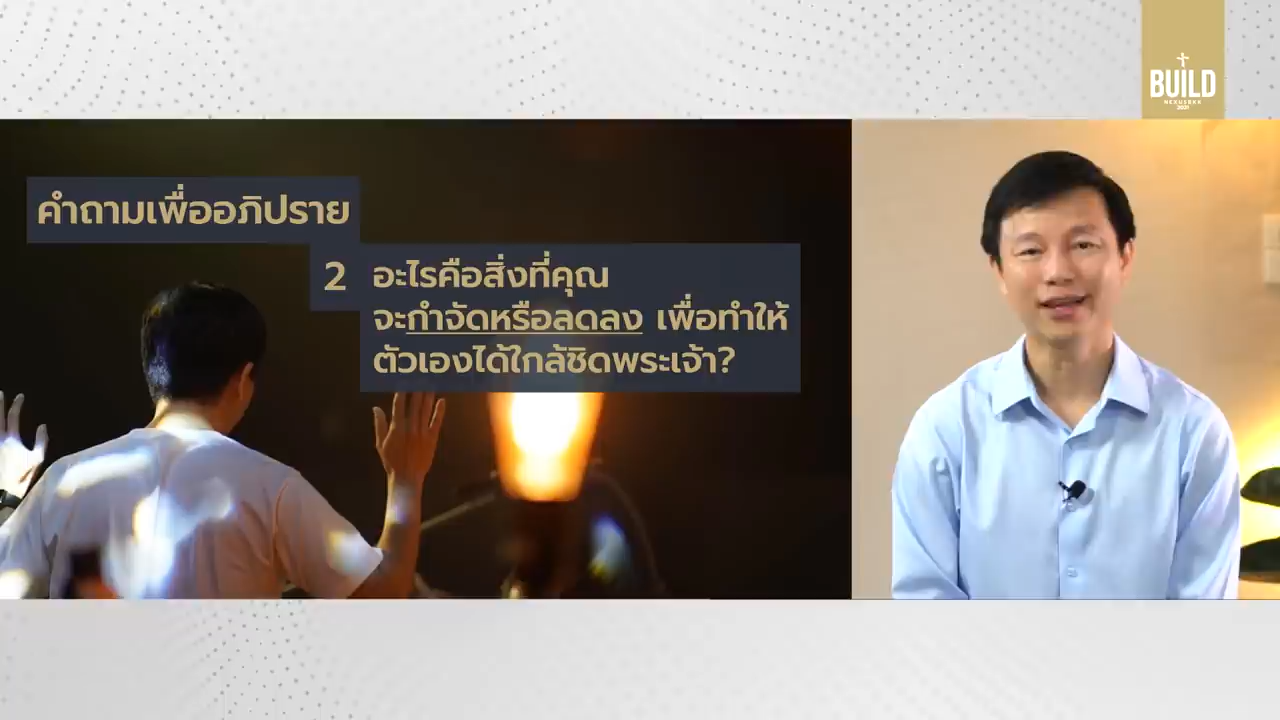 BUILD
NEXUSBKK
2021
คำถามเพื่ออภิปราย
2 อะไรคือสิ่งที่คุณ
จะกำจัดหรือลดลง เพื่อทำให้
ตัวเองได้ใกล้ชิดพระเจ้า?